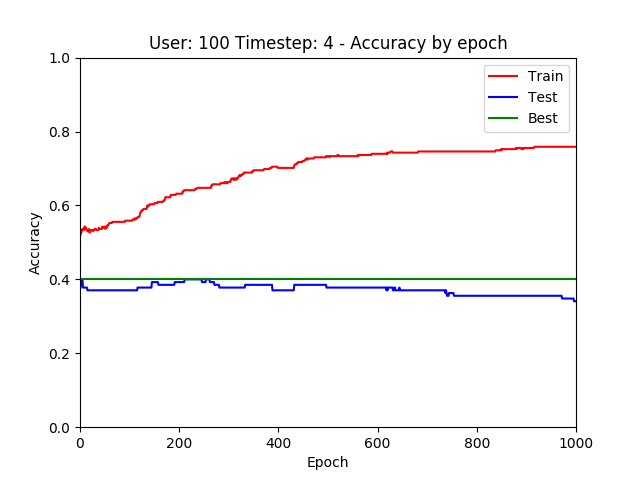 User: 100 Timestep: 4 - Accuracy by epoch
1.0
0.8
0.6
0.4
0.2
0.0
Accuracy
Train
Test
Best
0 200 400 600 800 1000
Epoch